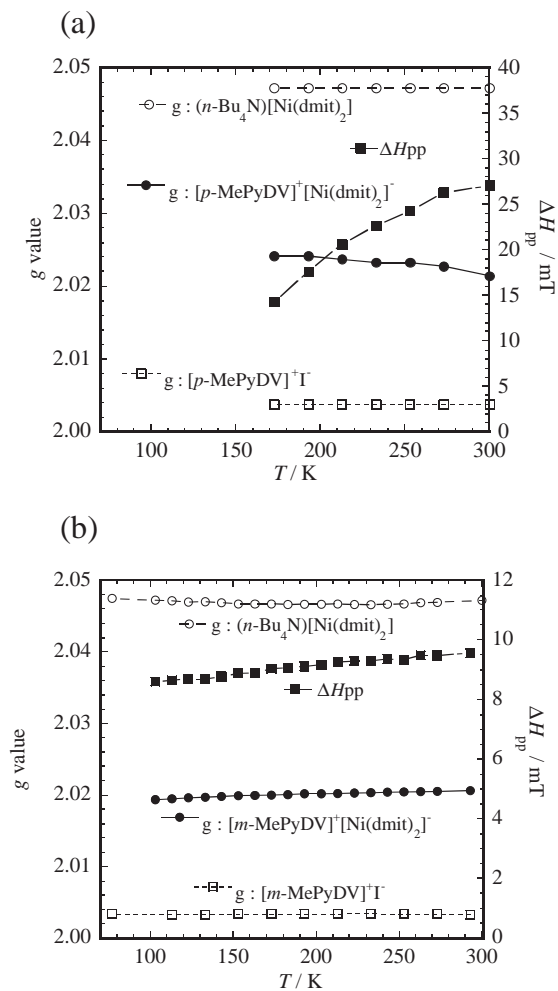 (a)
2.05
2.04
2.03
2.02
2.01
2.00
g value
40
35
30
25
20
15
10
5
0
ΔHpp / mT
g : (n-Bu4N)[Ni(dmit)2]
ΔHpp
g : [p-MePyDV]+[Ni(dmit)2]-
g : [p-MePyDV]+I-
100 150 200 250 300
T / K
(b)
2.05
2.04
2.03
2.02
2.01
2.00
g value
12
10
8
6
4
2
0
ΔHpp / mT
g : (n-Bu4N)[Ni(dmit)2]
ΔHpp
g : [m-MePyDV]+[Ni(dmit)2]-
g : [m-MePyDV]+I-
100 150 200 250 300
T / K